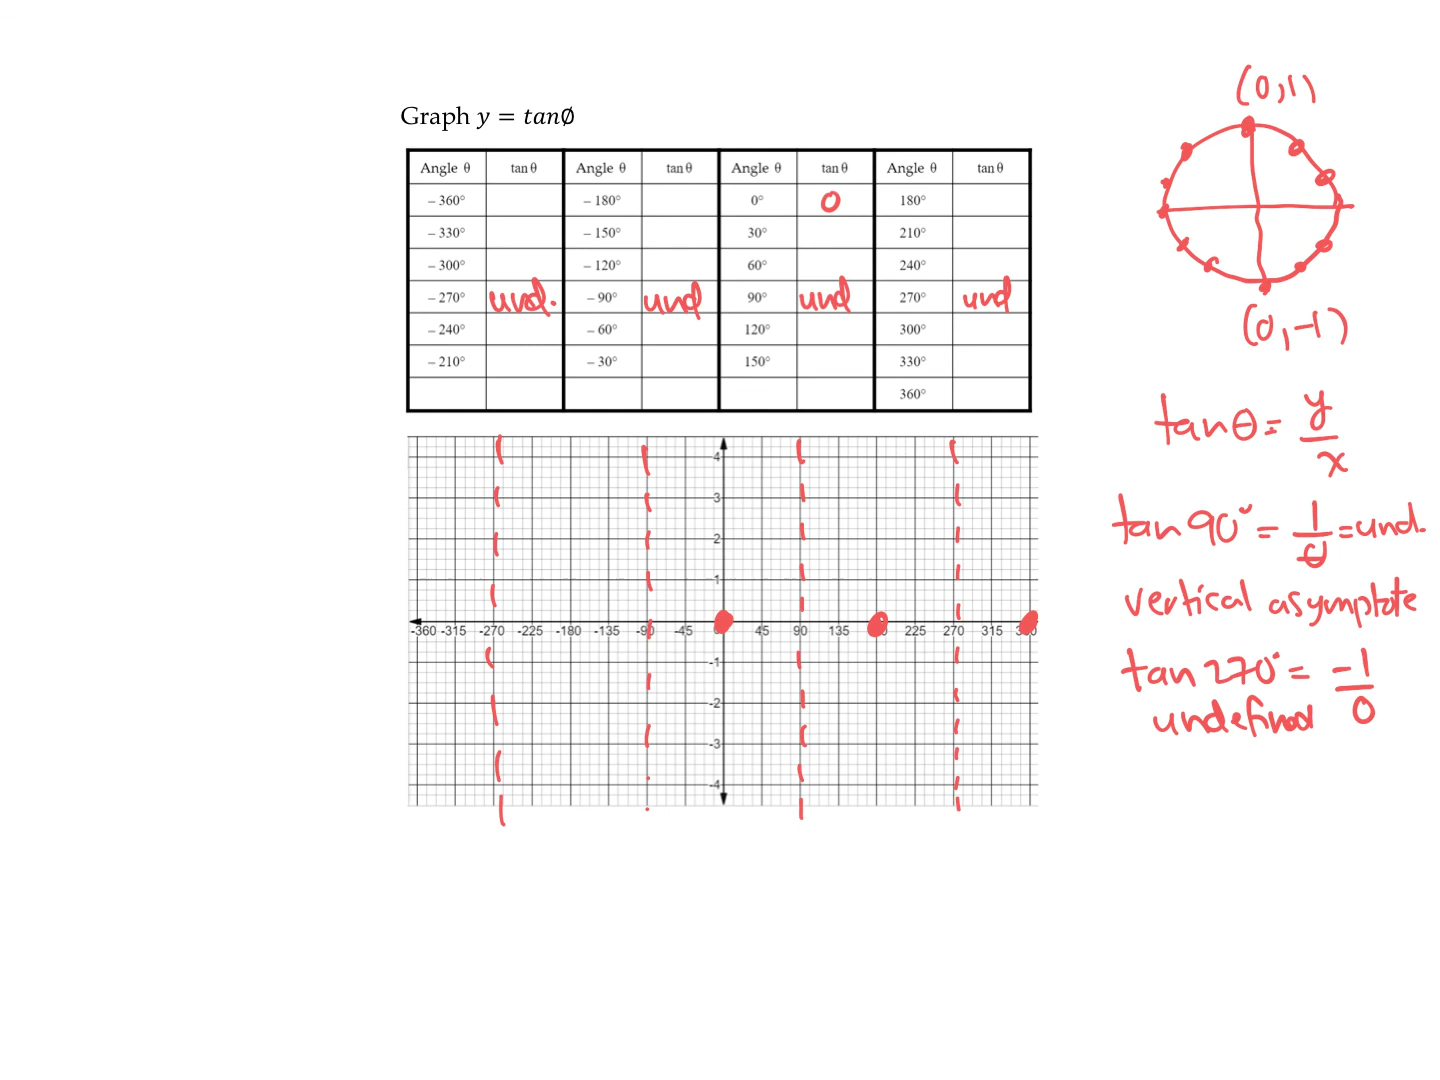 (0,1)
Graph y = tanØ
Angle θ tan θ Angle θ tan θ Angle θ tan θ Angle θ tan θ
– 360° – 180° 0° 0 180°
– 330° – 150° 30° 210°
– 300° – 120° 60° 240°
– 270° und. – 90° und 90° und 270° und
– 240° – 60° 120° 300°
– 210° – 30° 150° 330°
360°
(0,-1)
tanθ = y/x
tan 90° = 1/0 = und.
vertical asymptote
tan 270° = -1/0
undefined
4
3
2
1
-360 -315 -270 -225 -180 -135 -90 -45 45 90 135 225 270 315
-1
-2
-3
-4